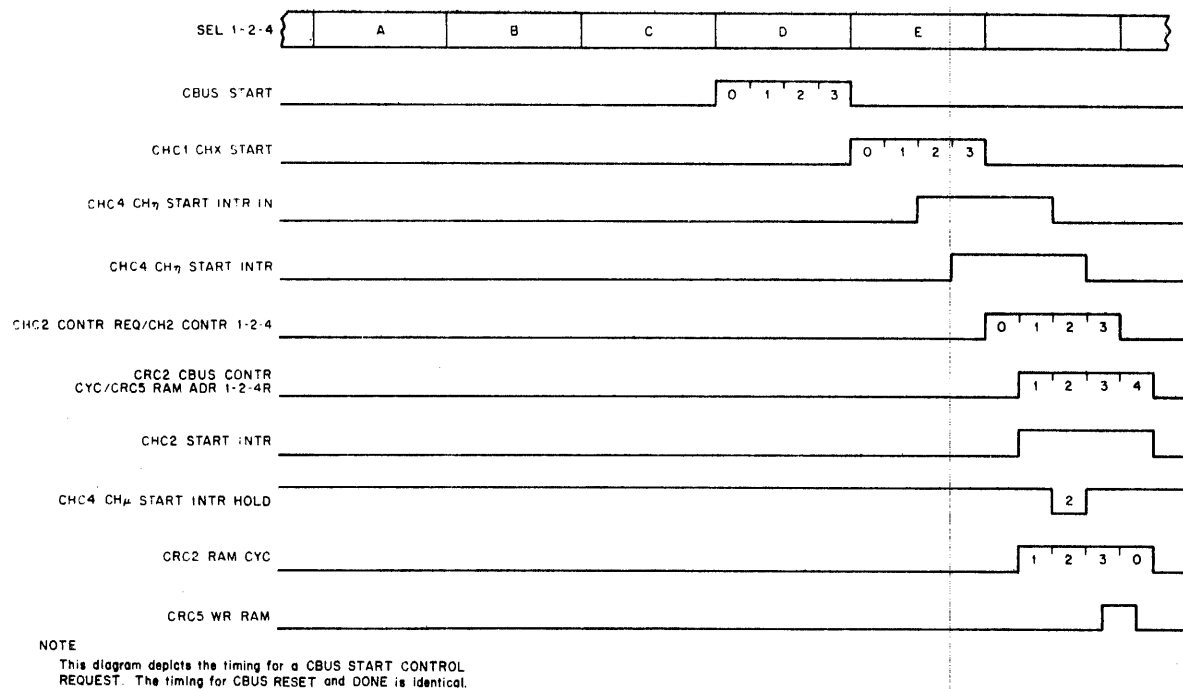 SEL 1-2-4 A B C D E
CBUS START 0 1 2 3
CHC1 CHX START 0 1 2 3
CHC4 CHη START INTR IN
CHC4 CHη START INTR
CHC2 CONTR REQ/CH2 CONTR 1-2-4 0 1 2 3
CRC2 CBUS CONTR
CYC/CRC5 RAM ADR 1-2-4R 1 2 3 4
CHC2 START INTR
CHC4 CHμ START INTR HOLD 2
CRC2 RAM CYC 1 2 3 0
CRC5 WR RAM
NOTE
This diagram depicts the timing for a CBUS START CONTROL
REQUEST. The timing for CBUS RESET and DONE is identical.